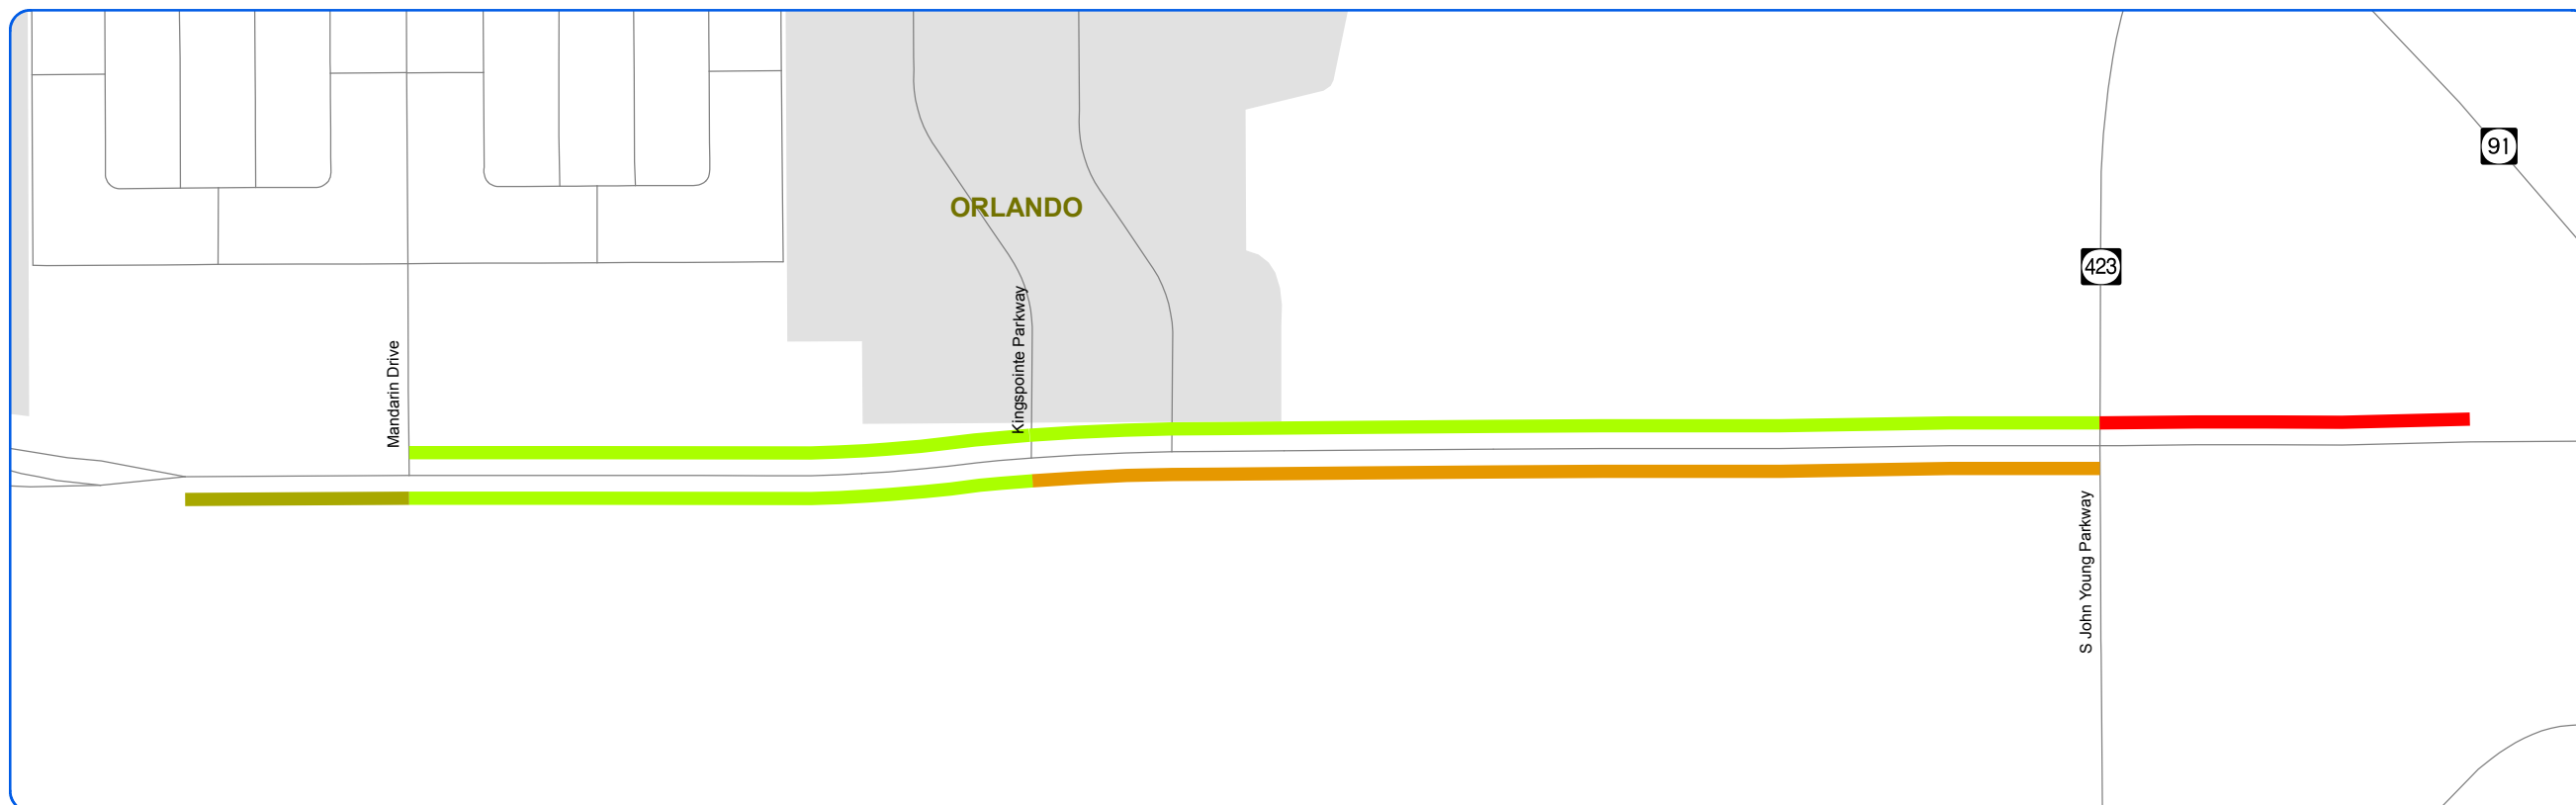 91
ORLANDO
423
Kingspointe Parkway
Mandarin Drive
S John Young Parkway